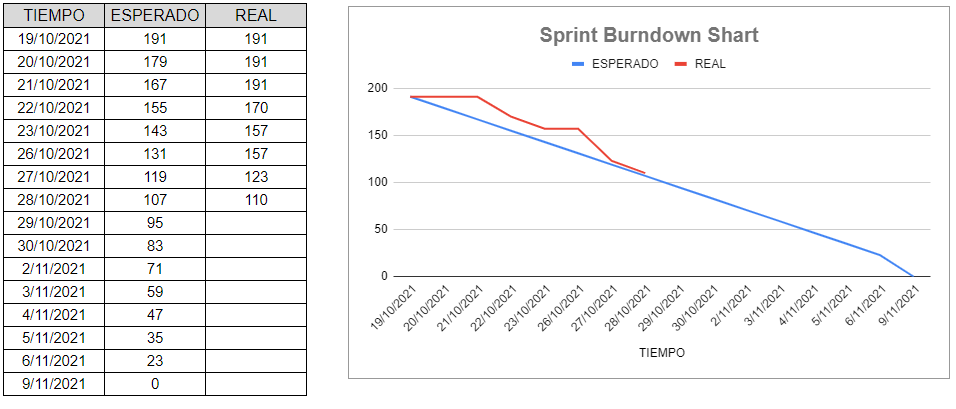 TIEMPO ESPERADO REAL
19/10/2021 191 191
20/10/2021 179 191
21/10/2021 167 191
22/10/2021 155 170
23/10/2021 143 157
26/10/2021 131 157
27/10/2021 119 123
28/10/2021 107 110
29/10/2021 95
30/10/2021 83
2/11/2021 71
3/11/2021 59
4/11/2021 47
5/11/2021 35
6/11/2021 23
9/11/2021 0
Sprint Burndown Shart
ESPERADO REAL
200
150
100
50
0
19/10/2021 20/10/2021 21/10/2021 22/10/2021 23/10/2021 26/10/2021 27/10/2021 28/10/2021 29/10/2021 30/10/2021 2/11/2021 3/11/2021 4/11/2021 5/11/2021 6/11/2021 9/11/2021
TIEMPO